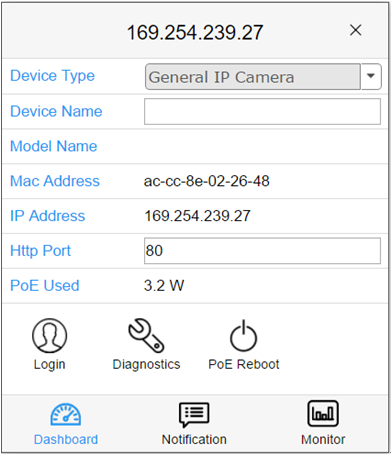 169.254.239.27
Device Type General IP Camera
Device Name
Model Name
Mac Address ac-cc-8e-02-26-48
IP Address 169.254.239.27
Http Port 80
PoE Used 3.2 W
Login Diagnostics PoE Reboot
Dashboard Notification Monitor